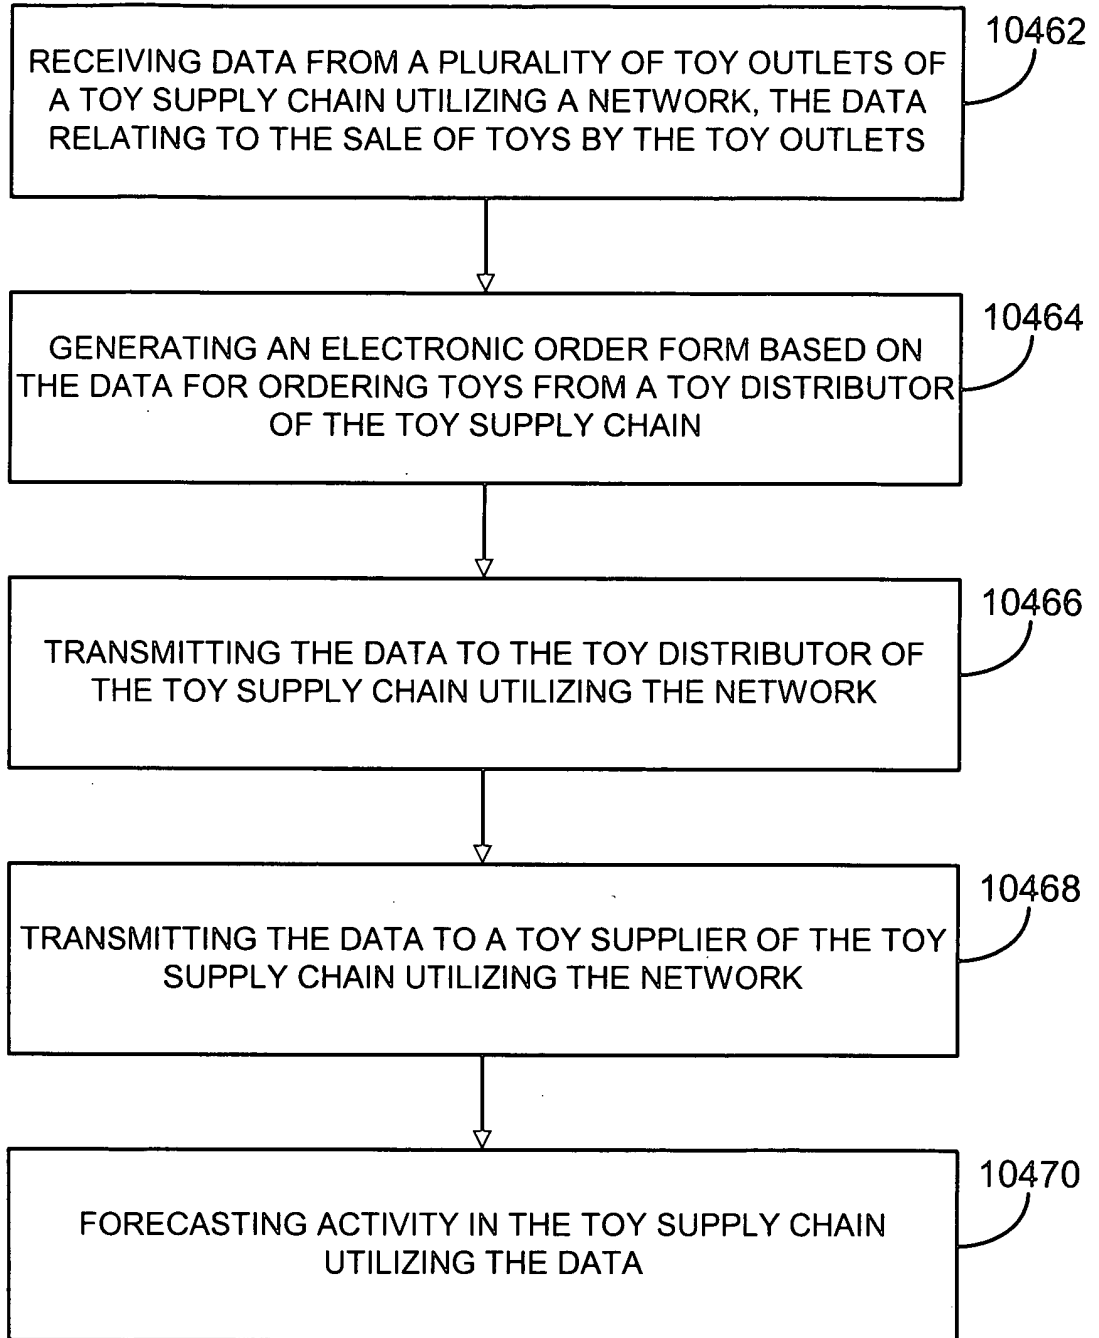 10462
RECEIVING DATA FROM A PLURALITY OF TOY OUTLETS OF
A TOY SUPPLY CHAIN UTILIZING A NETWORK, THE DATA
RELATING TO THE SALE OF TOYS BY THE TOY OUTLETS
10464
GENERATING AN ELECTRONIC ORDER FORM BASED ON
THE DATA FOR ORDERING TOYS FROM A TOY DISTRIBUTOR
OF THE TOY SUPPLY CHAIN
10466
TRANSMITTING THE DATA TO THE TOY DISTRIBUTOR OF
THE TOY SUPPLY CHAIN UTILIZING THE NETWORK
10468
TRANSMITTING THE DATA TO A TOY SUPPLIER OF THE TOY
SUPPLY CHAIN UTILIZING THE NETWORK
10470
FORECASTING ACTIVITY IN THE TOY SUPPLY CHAIN
UTILIZING THE DATA